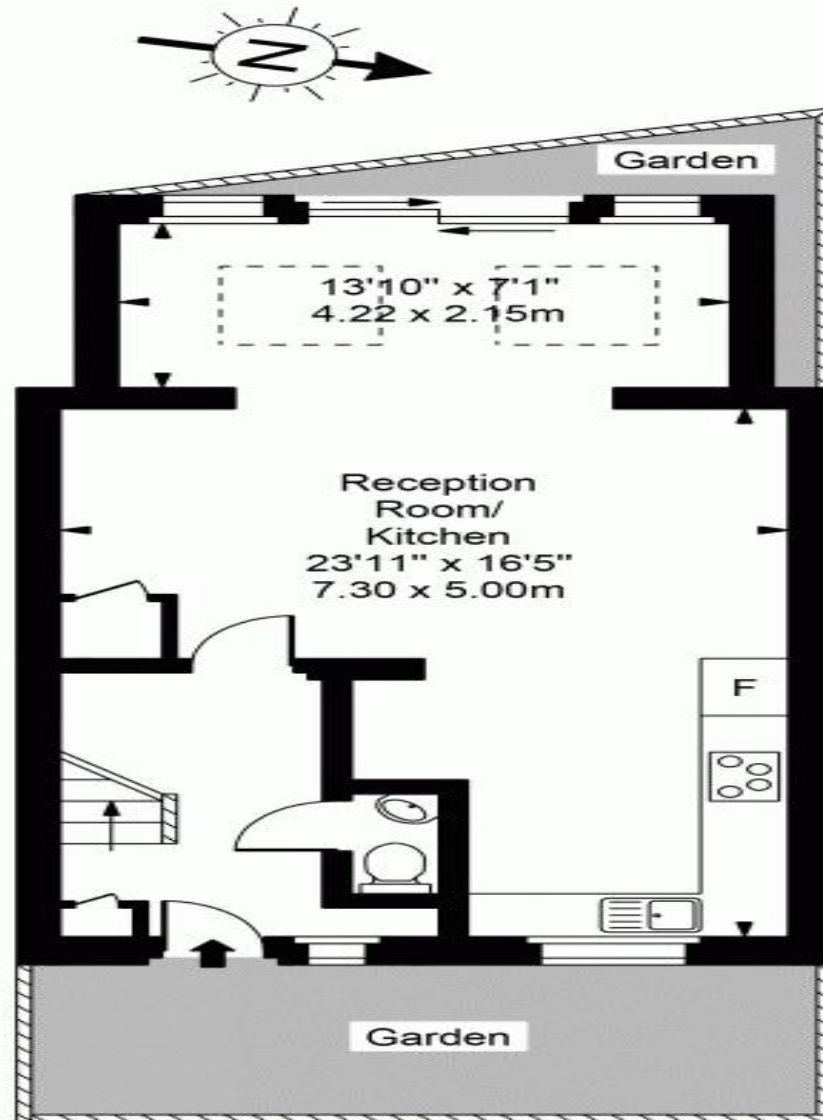 N
Garden
13'10" x 7'1"
4.22 x 2.15m
Reception
Room/
Kitchen
23'11" x 16'5"
7.30 x 5.00m
F
Garden